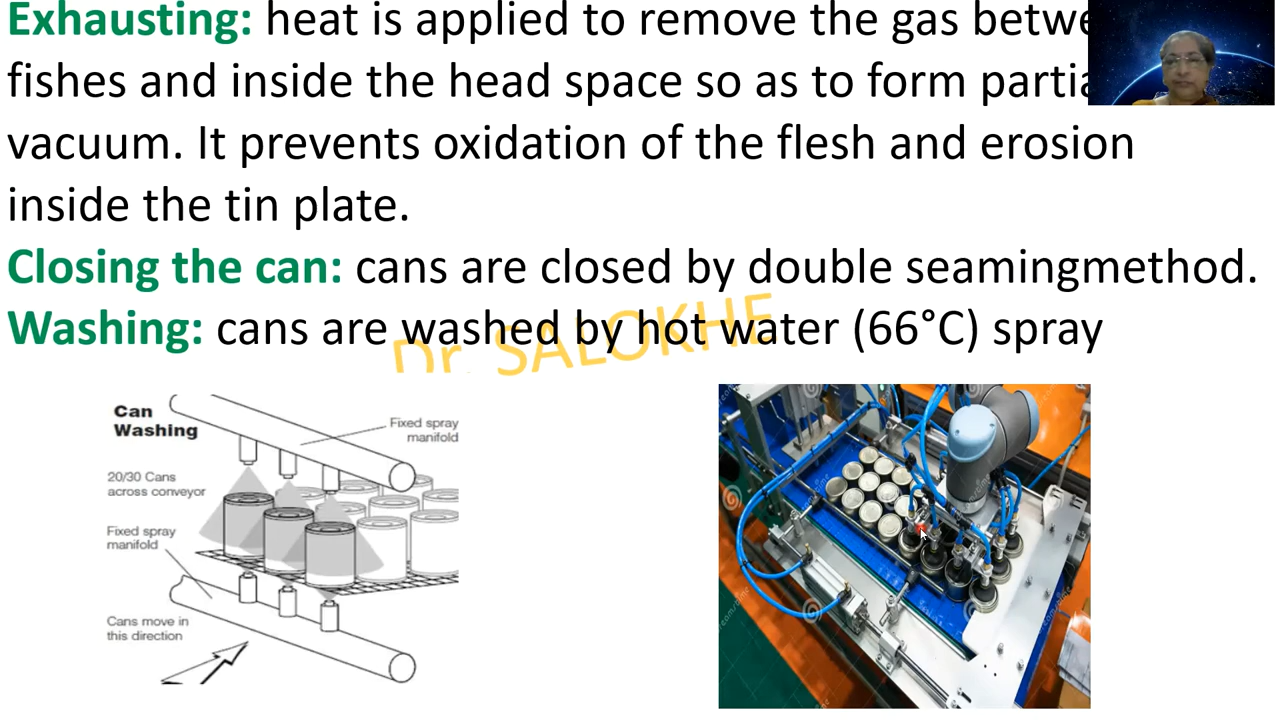 Exhausting: heat is applied to remove the gas
fishes and inside the head space so as to form
vacuum. It prevents oxidation of the flesh and erosion
inside the tin plate.
Closing the can: cans are closed by double seamingmethod.
Washing: cans are washed by hot water (66°C) spray
Dr. SALOKHE
Can
Washing
Fixed spray
manifold
20/30 Cans
across conveyor
Fixed spray
manifold
Cans move in
this direction